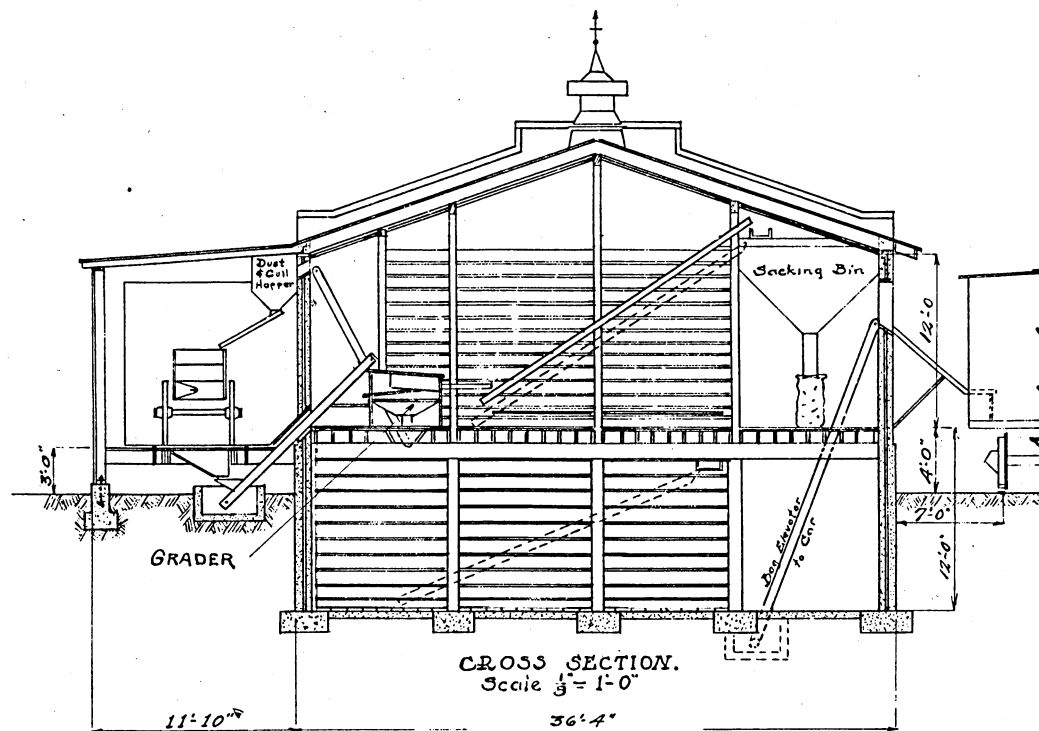 Dust
& Cull
Hopper
Sacking Bin
12'-0
3'-0"
4'-0"
7'-0"
12'-0"
GRADER
Elevator
to Car
CROSS SECTION.
Scale ⅛" = 1'-0"
11'-10"
36'-4"